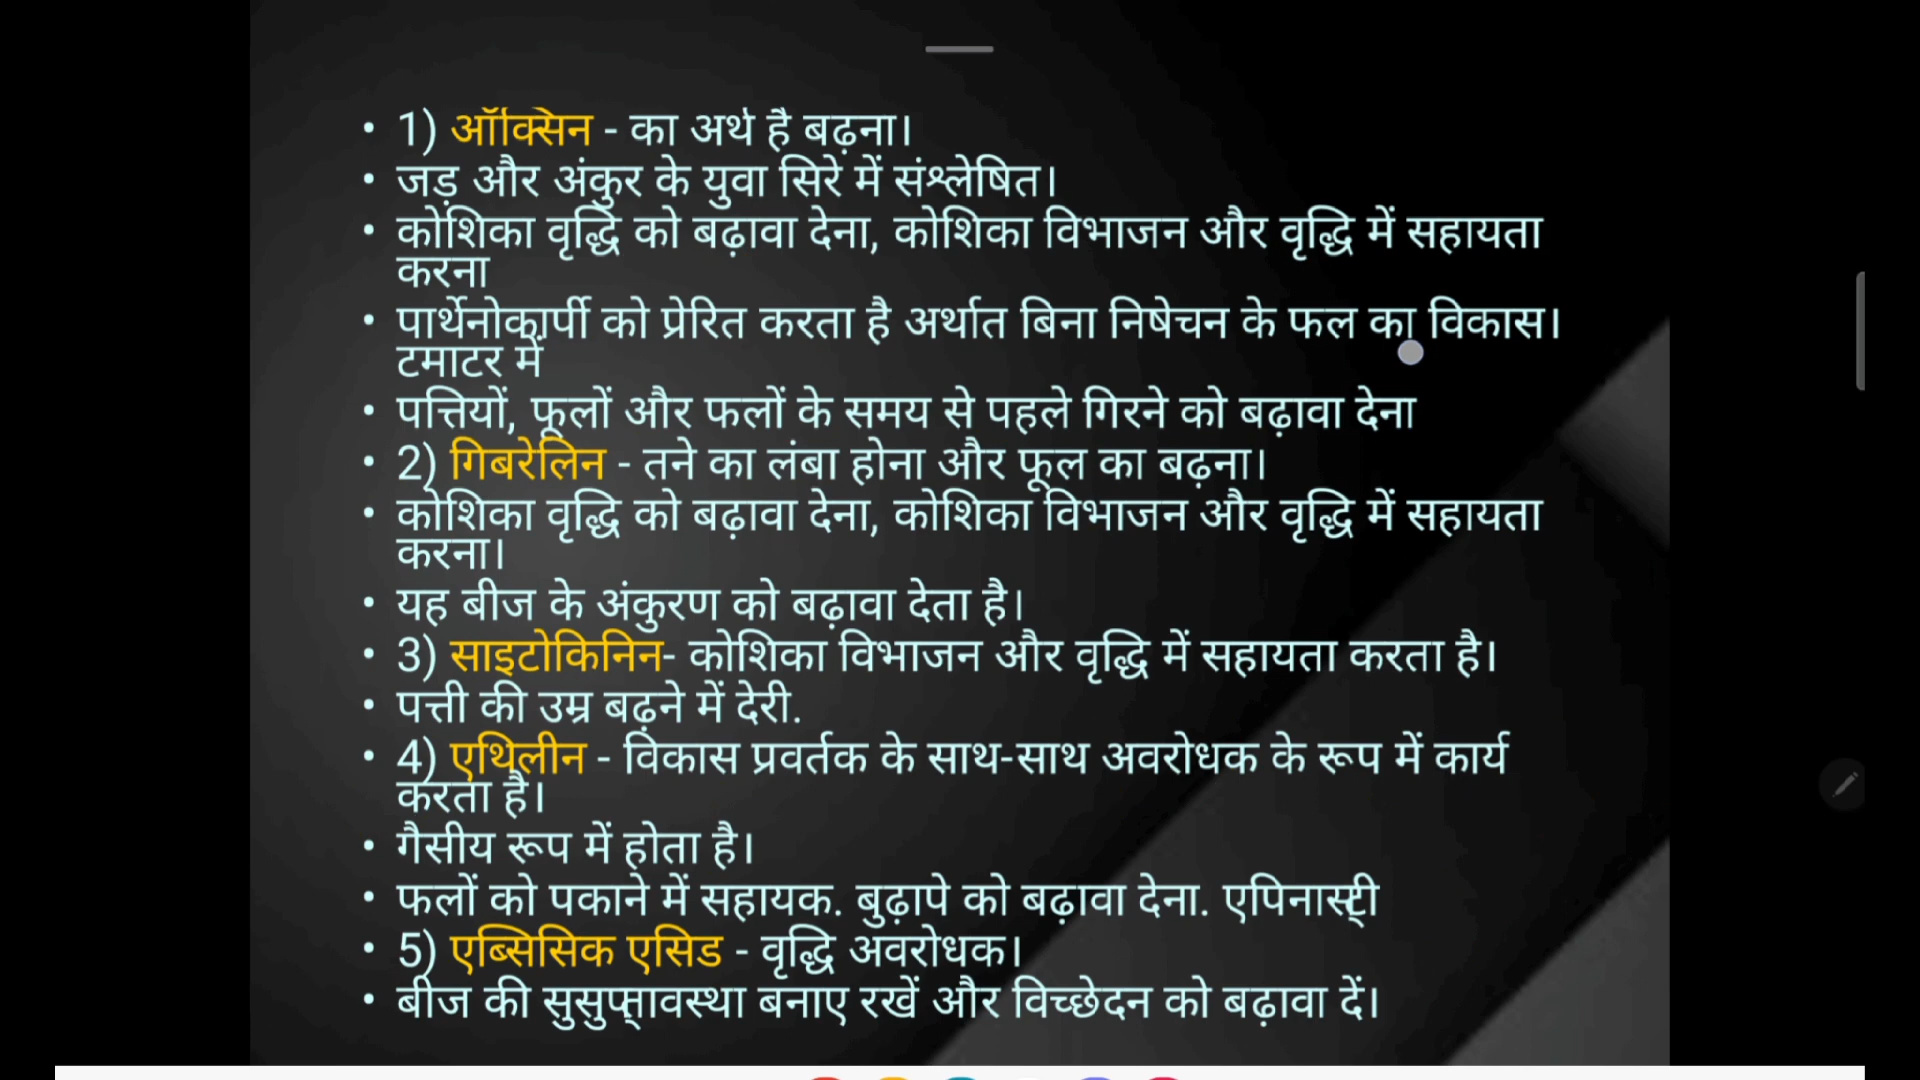 • 1) ऑक्सिन - का अर्थ है बढ़ना।
• जड़ और अंकुर के युवा सिरे में संश्लेषित।
• कोशिका वृद्धि को बढ़ावा देना, कोशिका विभाजन और वृद्धि में सहायता
करना
• पार्थेनोकार्पी को प्रेरित करता है अर्थात बिना निषेचन के फल का विकास।
टमाटर में
• पत्तियों, फूलों और फलों के समय से पहले गिरने को बढ़ावा देना
• 2) गिबरेलिन - तने का लंबा होना और फूल का बढ़ना।
• कोशिका वृद्धि को बढ़ावा देना, कोशिका विभाजन और वृद्धि में सहायता
करना।
• यह बीज के अंकुरण को बढ़ावा देता है।
• 3) साइटोकिनिन- कोशिका विभाजन और वृद्धि में सहायता करता है।
• पत्ती की उम्र बढ़ने में देरी.
• 4) एथिलीन - विकास प्रवर्तक के साथ-साथ अवरोधक के रूप में कार्य
करता है।
• गैसीय रूप में होता है।
• फलों को पकाने में सहायक. बुढ़ापे को बढ़ावा देना. एपिनास्टी
• 5) एब्सिसिक एसिड - वृद्धि अवरोधक।
• बीज की सुसुप्तावस्था बनाए रखें और विच्छेदन को बढ़ावा दें।